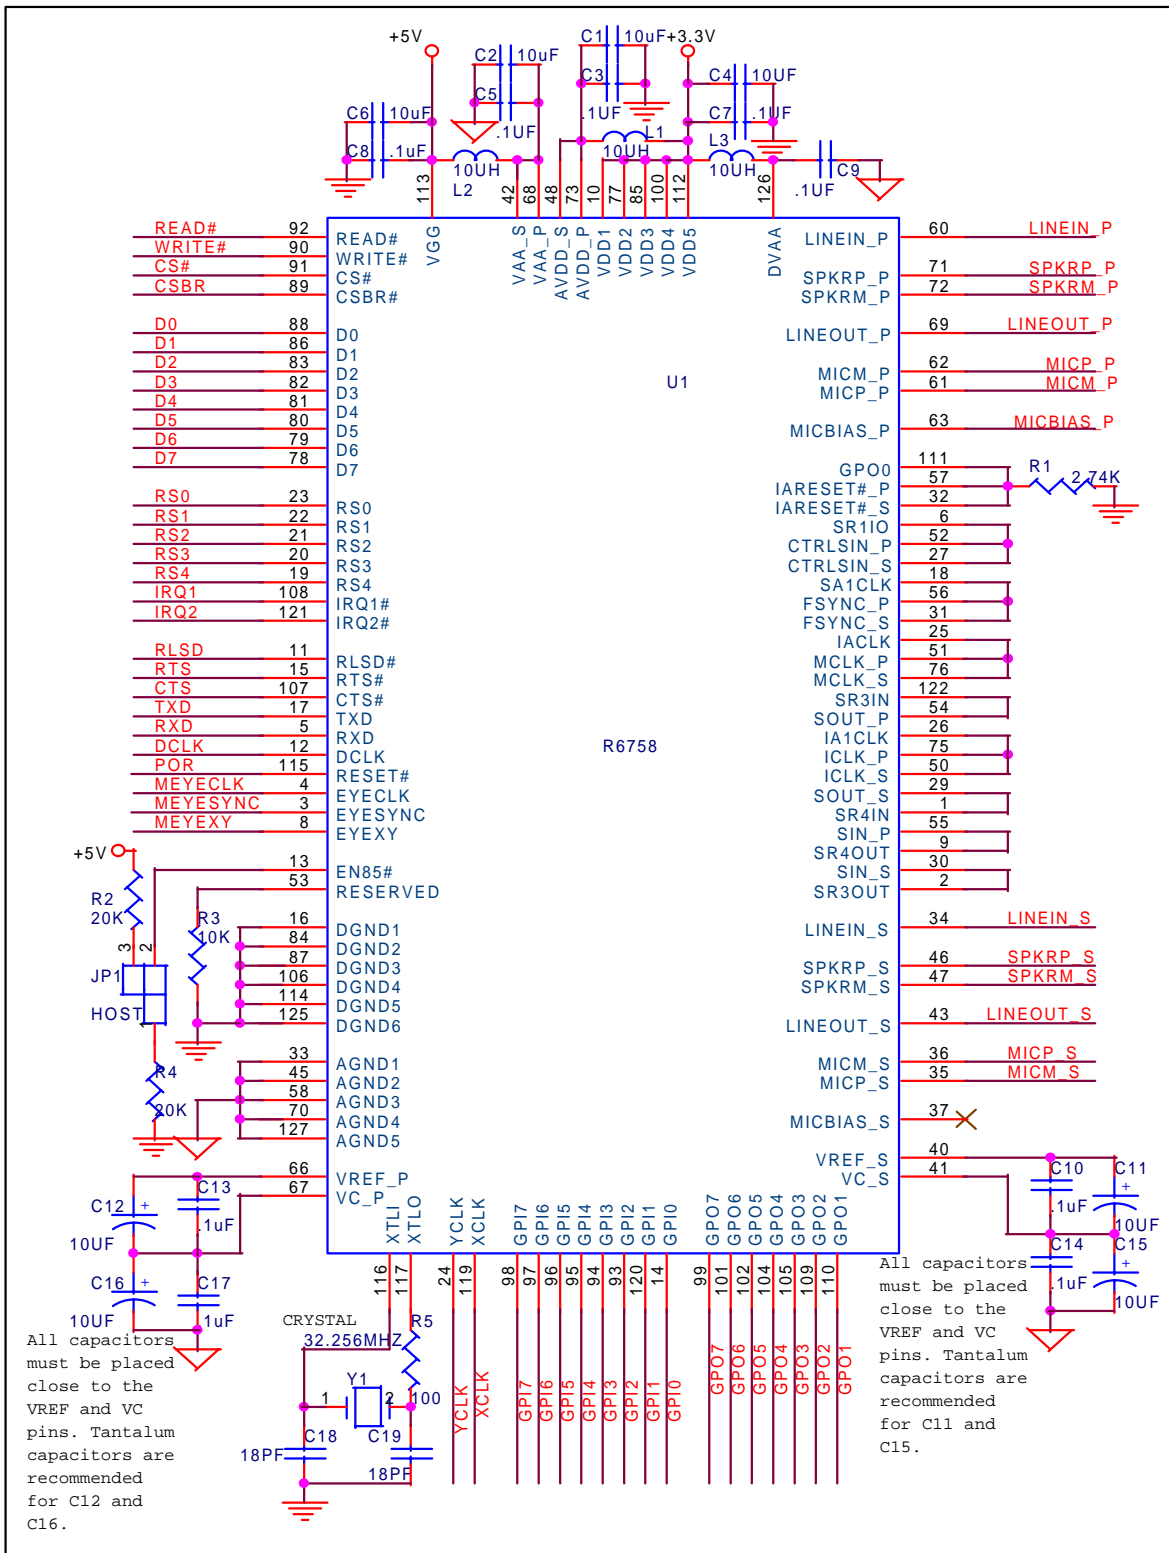 +5V
C2
10uF
C1
10uF
+3.3V
C5
.1UF
C3
.1UF
C4
10UF
C6
10uF
C7
.1UF
C8
.1uF
10UH
L2
L1
10UH
L3
10UH
.1UF
C9
113
42
68
48
73
10
77
85
100
112
126
VGG
VAA_S
VAA_P
AVDD_S
AVDD_P
VDD1
VDD2
VDD3
VDD4
VDD5
DVAA
READ# 92 READ#
WRITE# 90 WRITE#
CS# 91 CS#
CSBR 89 CSBR#
D0 88 D0
D1 86 D1
D2 83 D2
D3 82 D3
D4 81 D4
D5 80 D5
D6 79 D6
D7 78 D7
RS0 23 RS0
RS1 22 RS1
RS2 21 RS2
RS3 20 RS3
RS4 19 RS4
IRQ1 108 IRQ1#
IRQ2 121 IRQ2#
RLSD 11 RLSD#
RTS 15 RTS#
CTS 107 CTS#
TXD 17 TXD
RXD 5 RXD
DCLK 12 DCLK
POR 115 RESET#
MEYECLK 4 EYECLK
MEYESYNC 3 EYESYNC
MEYEXY 8 EYEXY
+5V
13 EN85#
53 RESERVED
R2
20K
R3
10K
3
2
JP1
HOST
1
R4
20K
16 DGND1
84 DGND2
87 DGND3
106 DGND4
114 DGND5
125 DGND6
33 AGND1
45 AGND2
58 AGND3
70 AGND4
127 AGND5
66 VREF_P
67 VC_P
U1
R6758
LINEIN_P 60 LINEIN_P
SPKRP_P 71 SPKRP_P
SPKRM_P 72 SPKRM_P
LINEOUT_P 69 LINEOUT_P
MICM_P 62 MICP_P
MICP_P 61 MICM_P
MICBIAS_P 63 MICBIAS_P
GPO0 111
IARESET#_P 57
IARESET#_S 32
R1
2.74K
SR1IO 6
CTRLSIN_P 52
CTRLSIN_S 27
SA1CLK 18
FSYNC_P 56
FSYNC_S 31
IACLK 25
MCLK_P 51
MCLK_S 76
SR3IN 122
SOUT_P 54
IA1CLK 26
ICLK_P 75
ICLK_S 50
SOUT_S 29
SR4IN 1
SIN_P 55
SR4OUT 9
SIN_S 30
SR3OUT 2
LINEIN_S 34 LINEIN_S
SPKRP_S 46 SPKRP_S
SPKRM_S 47 SPKRM_S
LINEOUT_S 43 LINEOUT_S
MICM_S 36 MICP_S
MICP_S 35 MICM_S
MICBIAS_S 37
VREF_S 40
VC_S 41
C12
+
10UF
C13
.1uF
C16
+
10UF
C17
.1uF
C10
.1uF
C11
+
10UF
C14
.1uF
C15
+
10UF
XTLI
XTLO
YCLK
XCLK
GPI7
GPI6
GPI5
GPI4
GPI3
GPI2
GPI1
GPI0
GPO7
GPO6
GPO5
GPO4
GPO3
GPO2
GPO1
116
117
24
119
98
97
96
95
94
93
120
14
99
101
102
104
105
109
110
YCLK
XCLK
GPI7
GPI6
GPI5
GPI4
GPI3
GPI2
GPI1
GPI0
GPO7
GPO6
GPO5
GPO4
GPO3
GPO2
GPO1
CRYSTAL
32.256MHZ
R5
100
Y1
1
2
C18
18PF
C19
18PF
All capacitors
must be placed
close to the
VREF and VC
pins. Tantalum
capacitors are
recommended
for C12 and
C16.
All capacitors
must be placed
close to the
VREF and VC
pins. Tantalum
capacitors are
recommended
for C11 and
C15.